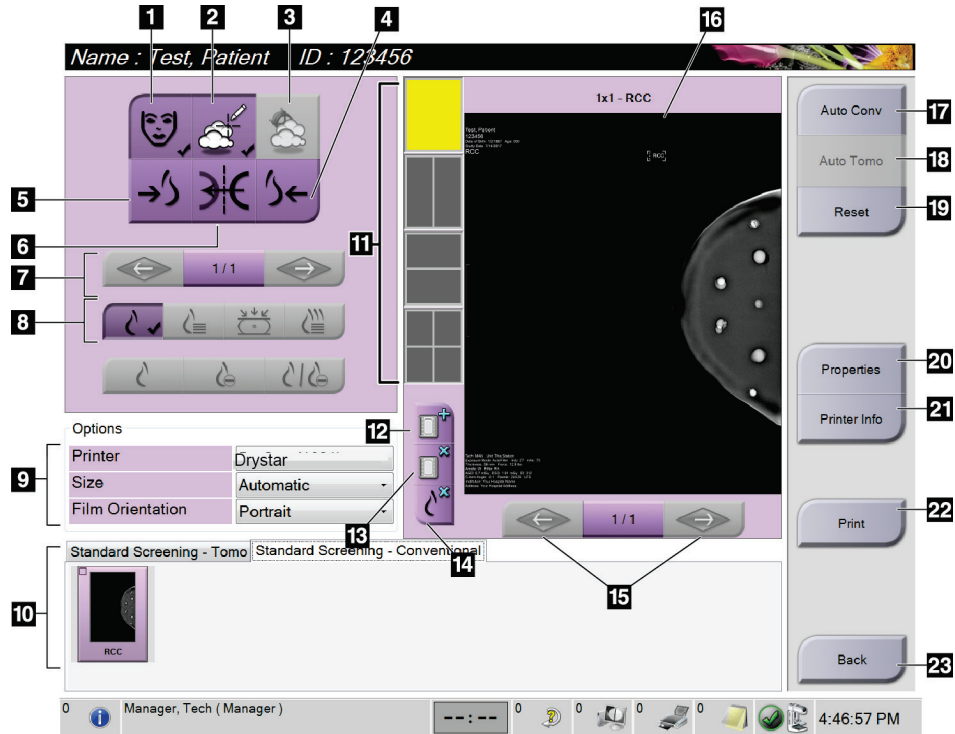 1 2 3 4 16
Name : Test, Patient ID : 123456
5
6
7
8
9
10
11
12
13
14
15
17
18
19
20
21
22
23
1x1 - RCC
Test, Patient
123456
RCC
RCC
Auto Conv
Auto Tomo
Reset
1 / 1
Properties
Printer Info
Options
Printer Drystar
Size Automatic
Film Orientation Portrait
1 / 1
Print
Standard Screening - Tomo Standard Screening - Conventional
RCC
Back
0 Manager, Tech ( Manager ) --:-- 0 0 0 0 4:46:57 PM